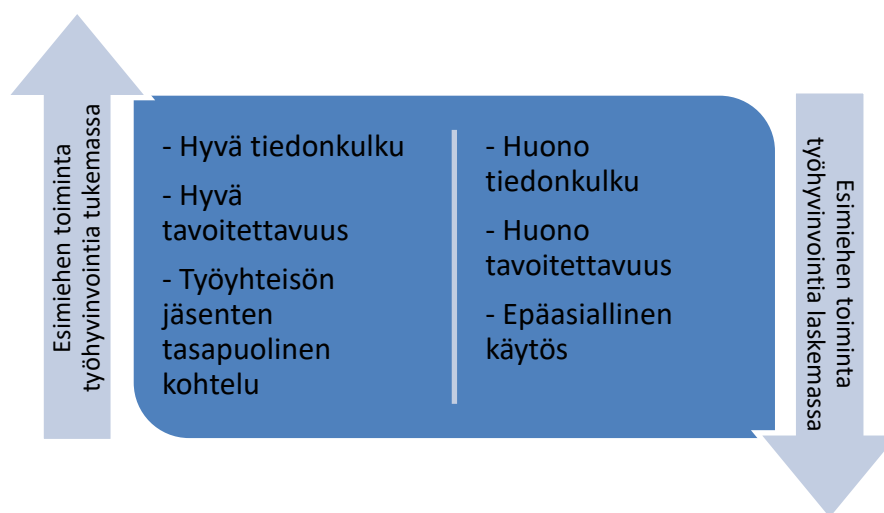 Esimiehen toiminta
työhyvinvointia tukemassa
- Hyvä tiedonkulku
- Hyvä
tavoitettavuus
- Työyhteisön
jäsenten
tasapuolinen
kohtelu
- Huono
tiedonkulku
- Huono
tavoitettavuus
- Epäasiallinen
käytös
Esimiehen toiminta
työhyvinvointia laskemassa